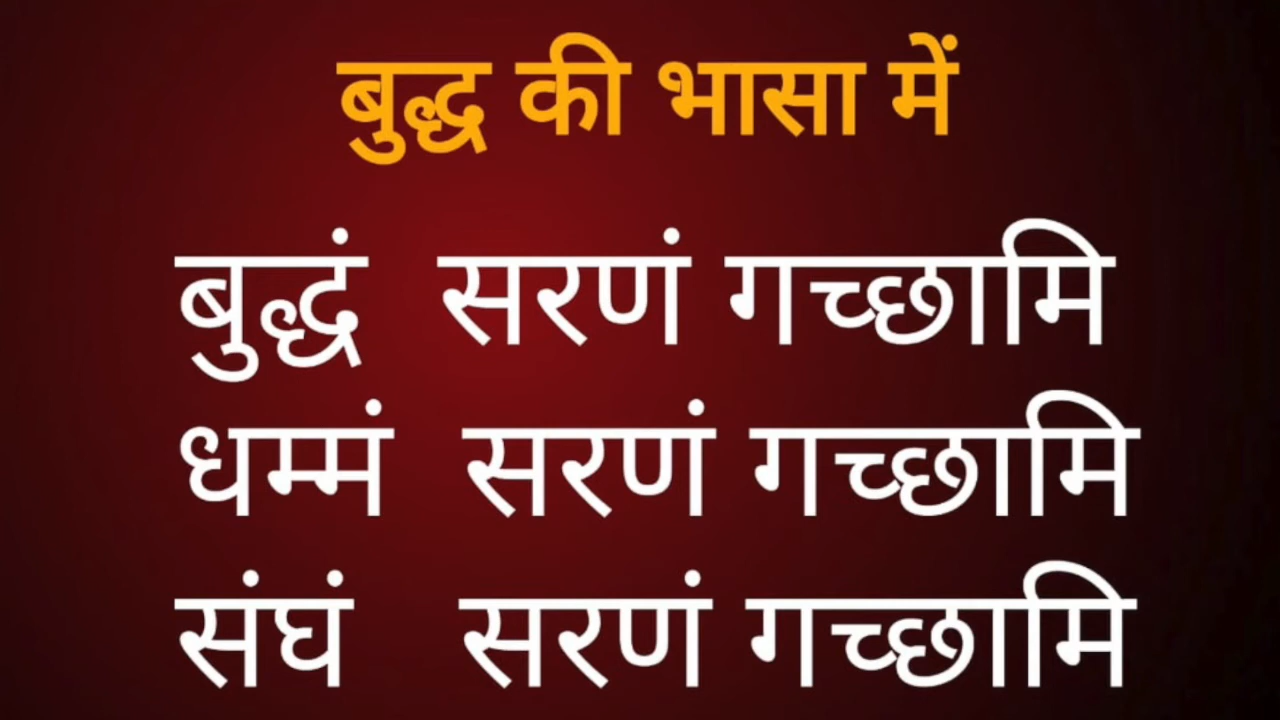 बुद्ध की भासा में
बुद्धं सरणं गच्छामि
धम्मं सरणं गच्छामि
संघं सरणं गच्छामि